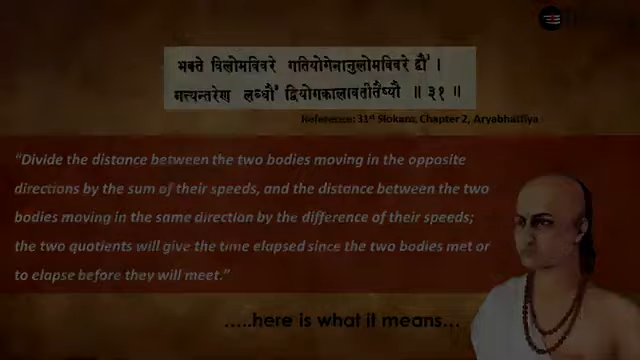 भक्ते विलोमविवरे गतियोगेनानुलोमविवरे द्वौ ।
गत्यन्तरेण लब्धौ द्वियोगकालावतीतैष्यौ ॥ ३१ ॥
Reference: 31st Slokam, Chapter 2, Aryabhattiya
“Divide the distance between the two bodies moving in the opposite
directions by the sum of their speeds, and the distance between the two
bodies moving in the same direction by the difference of their speeds;
the two quotients will give the time elapsed since the two bodies met or
to elapse before they will meet.”
.....here is what it means...